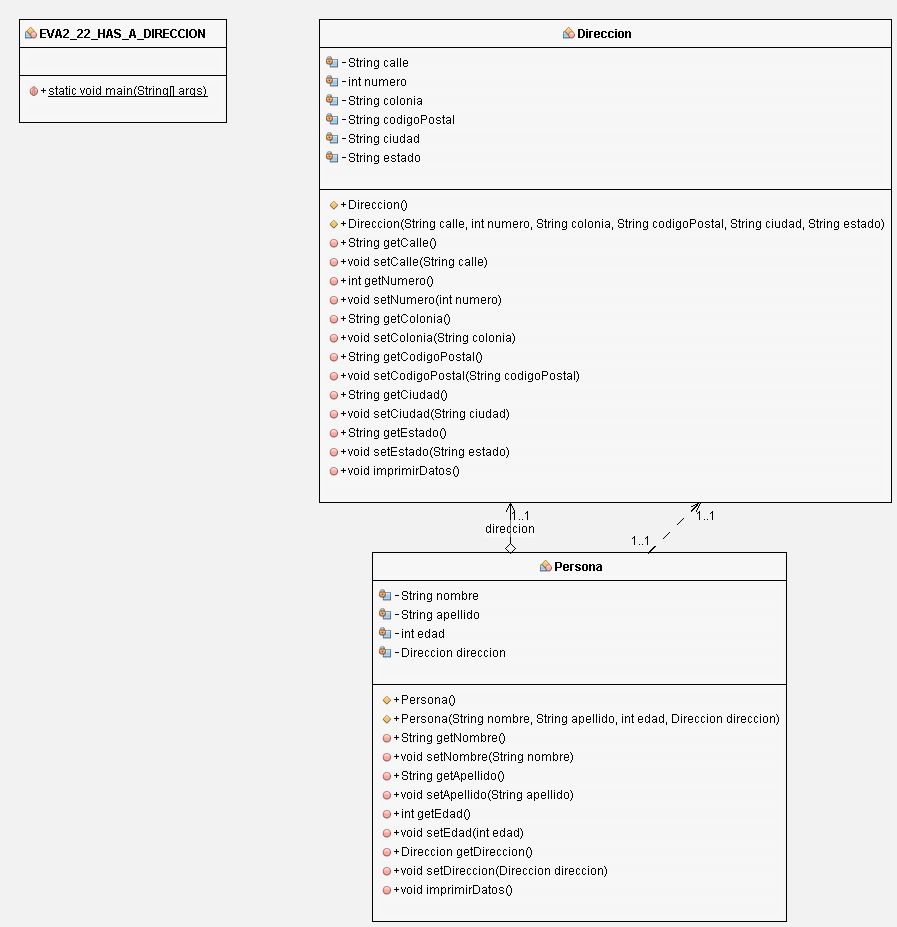 EVA2_22_HAS_A_DIRECCION
+static void main(String[] args)
Direccion
-String calle
-int numero
-String colonia
-String codigoPostal
-String ciudad
-String estado
+Direccion()
+Direccion(String calle, int numero, String colonia, String codigoPostal, String ciudad, String estado)
+String getCalle()
+void setCalle(String calle)
+int getNumero()
+void setNumero(int numero)
+String getColonia()
+void setColonia(String colonia)
+String getCodigoPostal()
+void setCodigoPostal(String codigoPostal)
+String getCiudad()
+void setCiudad(String ciudad)
+String getEstado()
+void setEstado(String estado)
+void imprimirDatos()
1..1
direccion
1..1
1..1
Persona
-String nombre
-String apellido
-int edad
-Direccion direccion
+Persona()
+Persona(String nombre, String apellido, int edad, Direccion direccion)
+String getNombre()
+void setNombre(String nombre)
+String getApellido()
+void setApellido(String apellido)
+int getEdad()
+void setEdad(int edad)
+Direccion getDireccion()
+void setDireccion(Direccion direccion)
+void imprimirDatos()